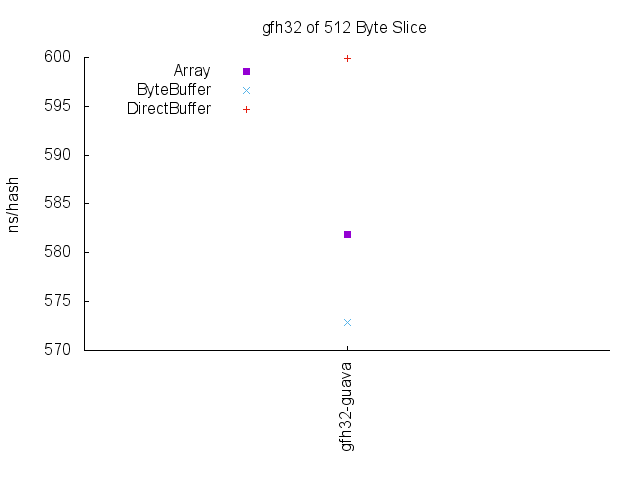 gfh32 of 512 Byte Slice
600
595
590
585
580
575
570
ns/hash
Array
ByteBuffer
DirectBuffer
gfh32-guava